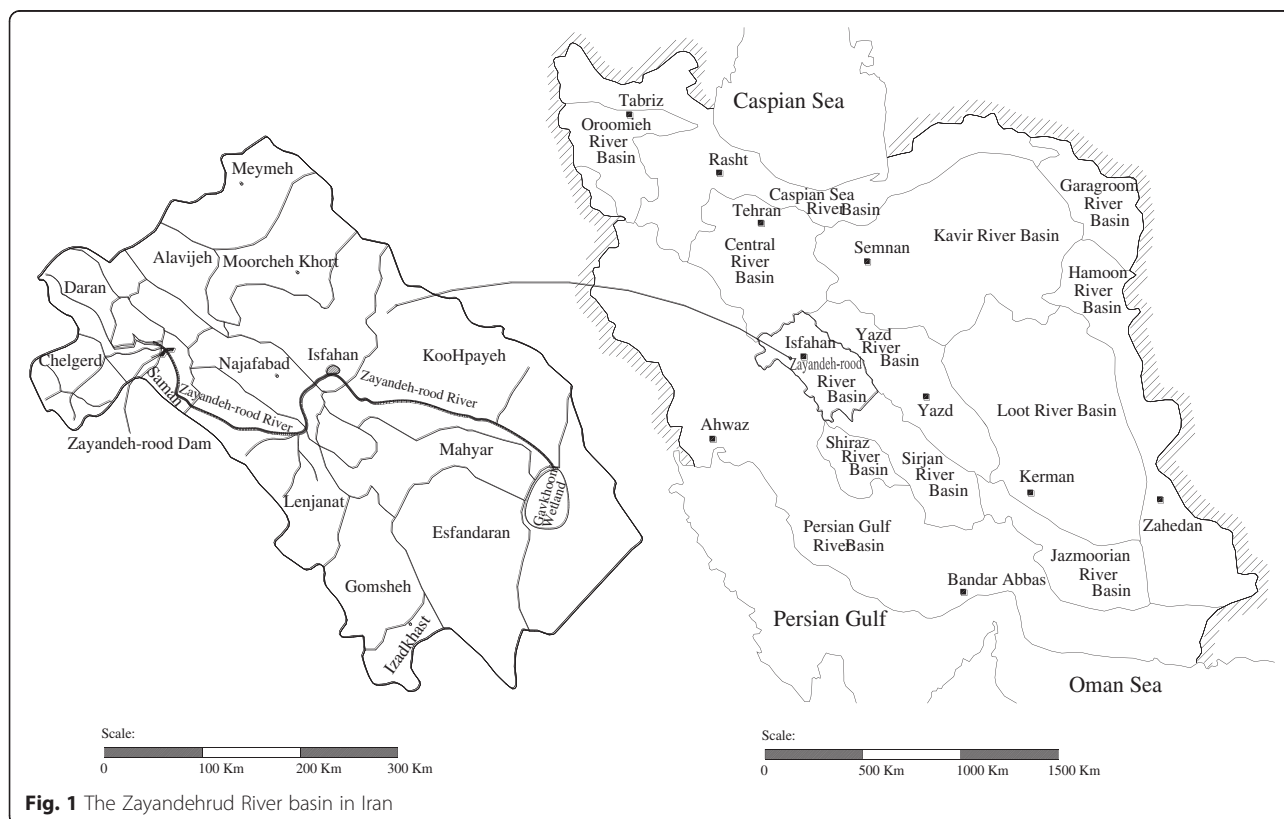 Meymeh
Alavijeh
Moorcheh Khort
Daran
Chelgerd
Saman
Najafabad
Isfahan
KooHpayeh
Zayandeh-rood River
Zayandeh-rood River
Zayandeh-rood Dam
Mahyar
Lenjanat
Gavkhooni
Wetland
Esfandaran
Gomsheh
Izadkhast
Scale:
0 100 Km 200 Km 300 Km
Tabriz
Oroomieh
River
Basin
Caspian Sea
Rasht
Caspian Sea
River Basin
Garagroom
River
Basin
Tehran
Central
River
Basin
Semnan
Kavir River Basin
Hamoon
River
Basin
Isfahan
Zayandeh-rood
River
Basin
Yazd
River
Basin
Yazd
Loot River Basin
Ahwaz
Shiraz
River
Basin
Sirjan
River
Basin
Kerman
Zahedan
Persian Gulf
River Basin
Jazmoorian
River
Basin
Bandar Abbas
Persian Gulf
Oman Sea
Scale:
0 500 Km 1000 Km 1500 Km
Fig. 1 The Zayandehrud River basin in Iran